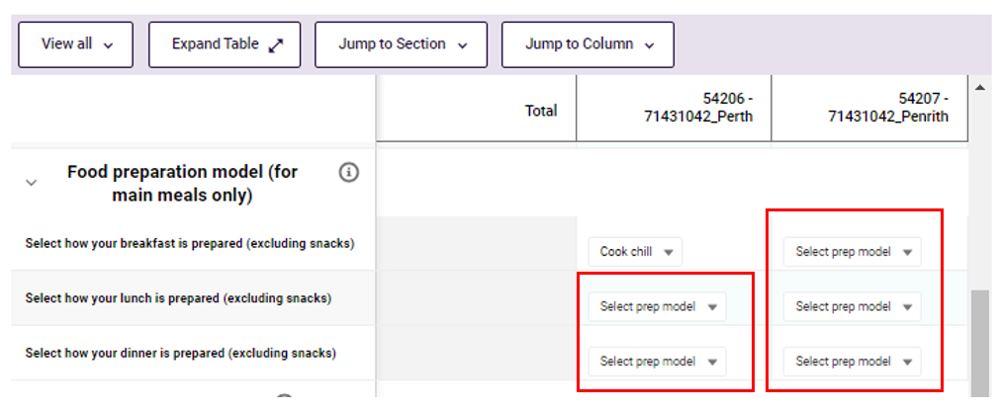 View all
Expand Table
Jump to Section
Jump to Column
Total
54206 -
71431042_Perth
54207 -
71431042_Penrith
Food preparation model (for
main meals only)
Select how your breakfast is prepared (excluding snacks)
Cook chill
Select prep model
Select how your lunch is prepared (excluding snacks)
Select prep model
Select prep model
Select how your dinner is prepared (excluding snacks)
Select prep model
Select prep model